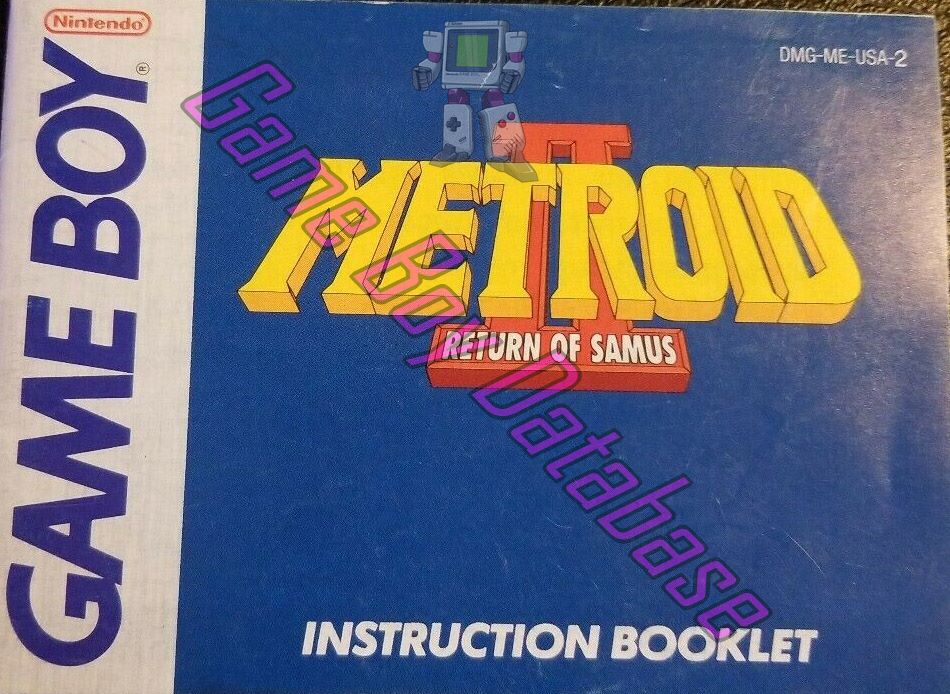 Nintendo
GAME BOY®
DMG-ME-USA-2
METROID
II
RETURN OF SAMUS
INSTRUCTION BOOKLET
Game Boy Database